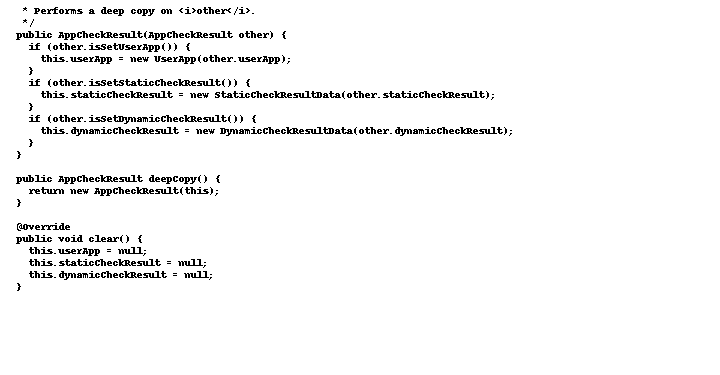 * Performs a deep copy on <i>other</i>.
 */
public AppCheckResult(AppCheckResult other) {
  if (other.isSetUserApp()) {
    this.userApp = new UserApp(other.userApp);
  }
  if (other.isSetStaticCheckResult()) {
    this.staticCheckResult = new StaticCheckResultData(other.staticCheckResult);
  }
  if (other.isSetDynamicCheckResult()) {
    this.dynamicCheckResult = new DynamicCheckResultData(other.dynamicCheckResult);
  }
}

public AppCheckResult deepCopy() {
  return new AppCheckResult(this);
}

@Override
public void clear() {
  this.userApp = null;
  this.staticCheckResult = null;
  this.dynamicCheckResult = null;
}